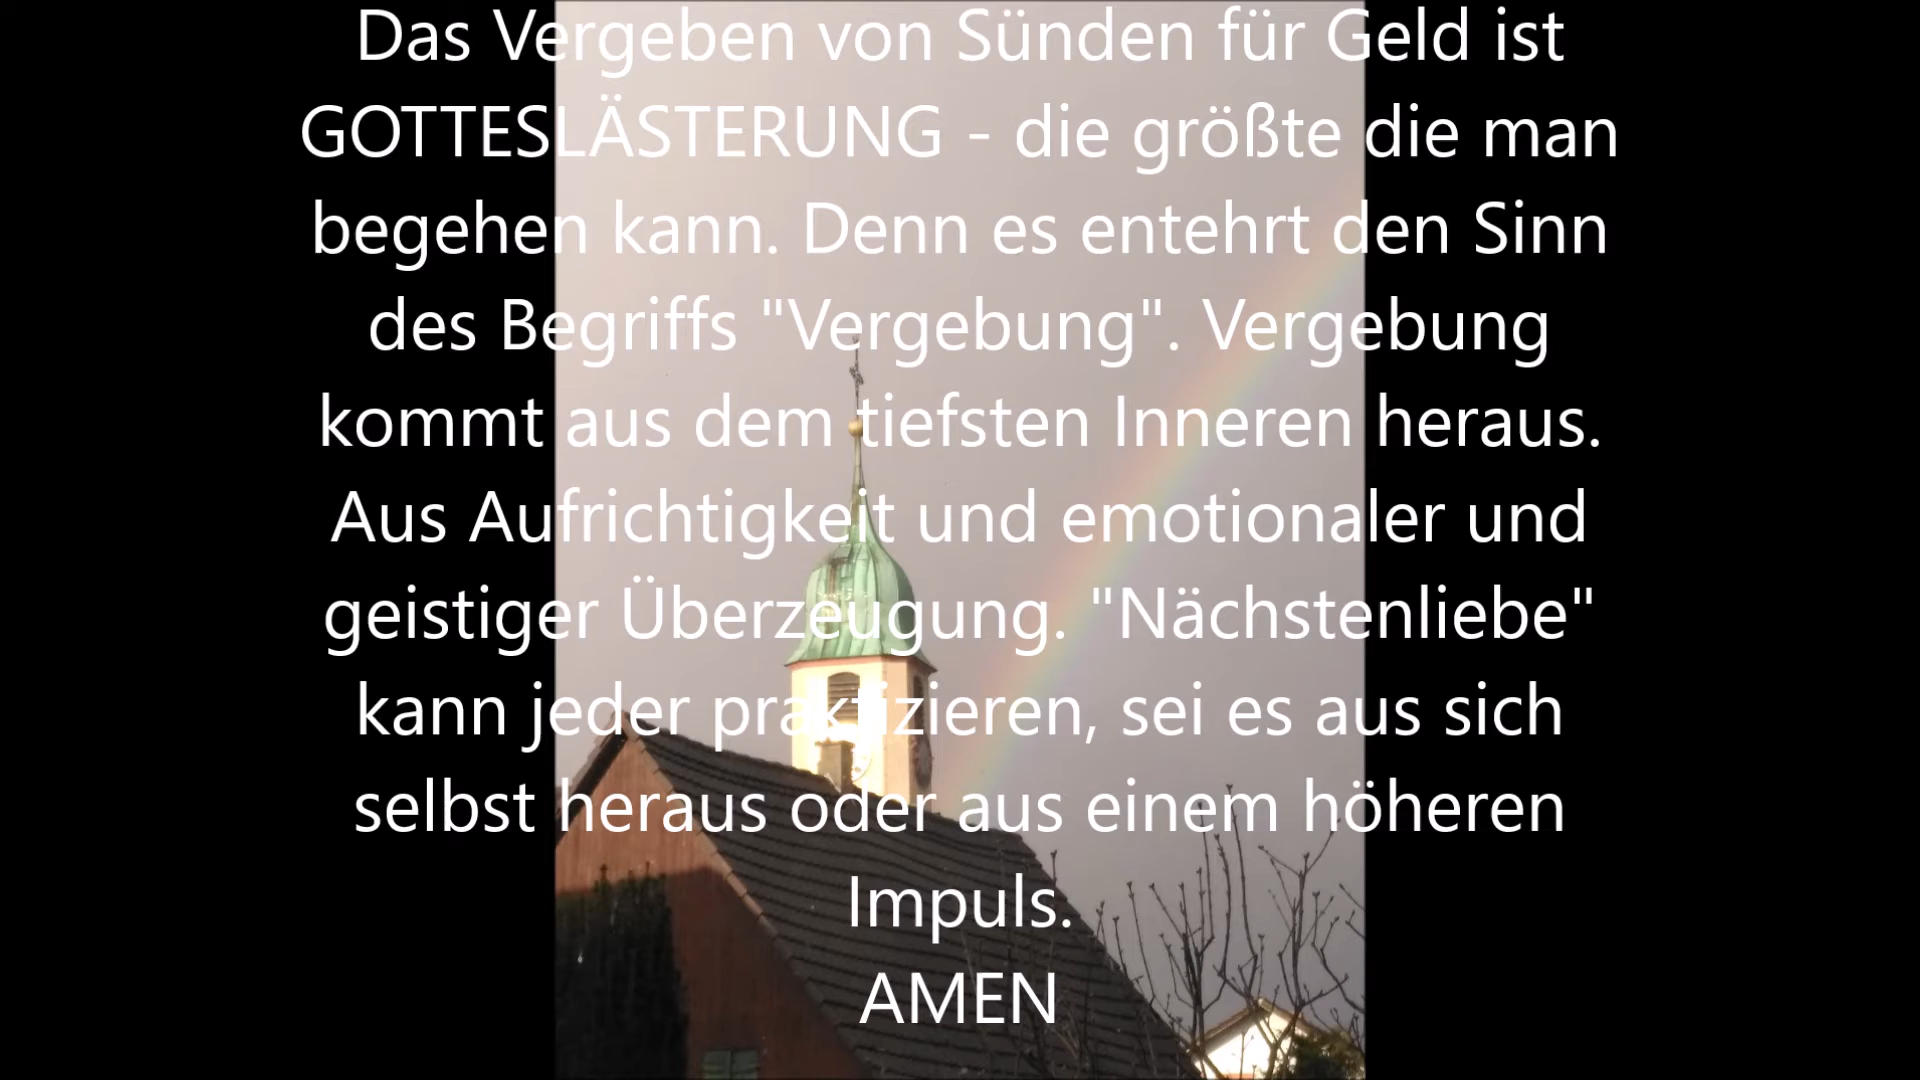 Das Vergeben von Sünden für Geld ist
GOTTESLÄSTERUNG - die größte die man
begehen kann. Denn es entehrt den Sinn
des Begriffs "Vergebung". Vergebung
kommt aus dem tiefsten Inneren heraus.
Aus Aufrichtigkeit und emotionaler und
geistiger Überzeugung. "Nächstenliebe"
kann jeder praktizieren, sei es aus sich
selbst heraus oder aus einem höheren
Impuls.
AMEN